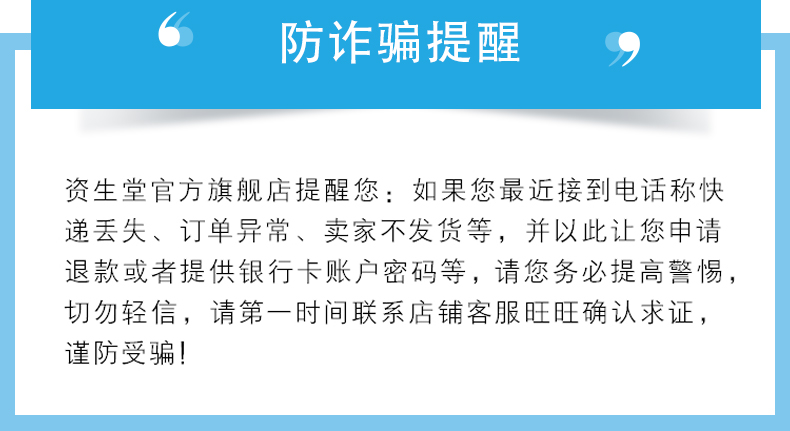 防诈骗提醒
资生堂官方旗舰店提醒您：如果您最近接到电话称快
递丢失、订单异常、卖家不发货等，并以此让您申请
退款或者提供银行卡账户密码等，请您务必提高警惕，
切勿轻信，请第一时间联系店铺客服旺旺确认求证，
谨防受骗！